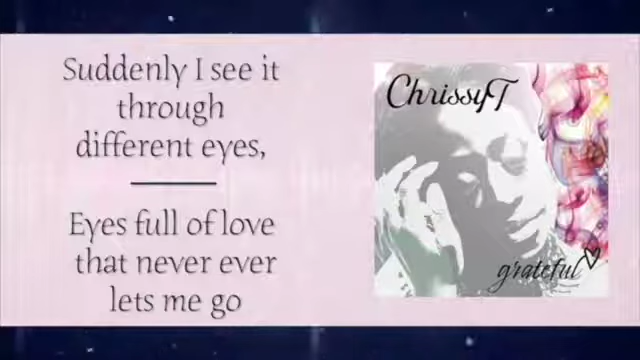 Suddenly I see it
through
different eyes,
Eyes full of love
that never ever
lets me go
ChrissyT
grateful